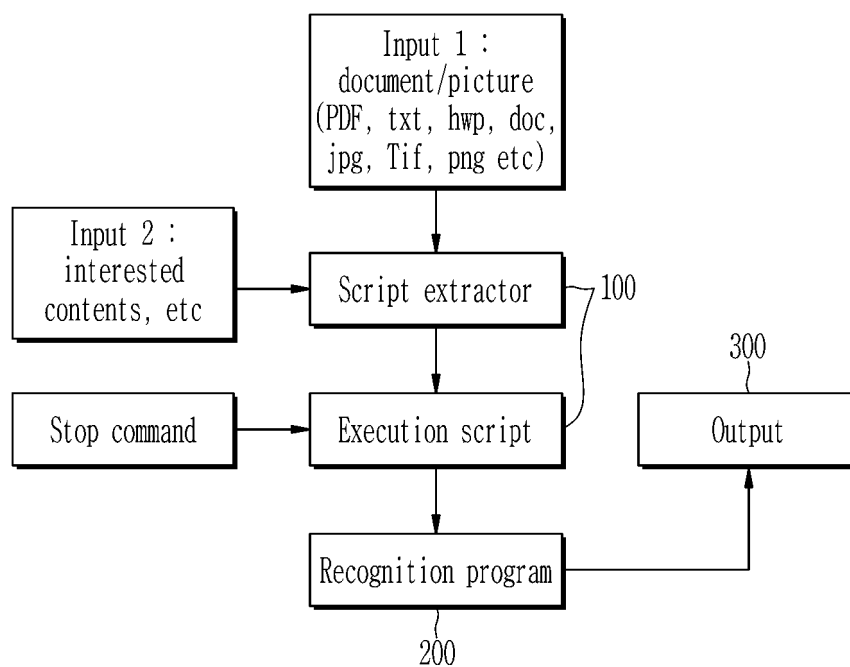 Input 1 :
document/picture
(PDF, txt, hwp, doc,
jpg, Tif, png etc)
Input 2 :
interested
contents, etc
Script extractor
100
300
Stop command
Execution script
Output
Recognition program
200